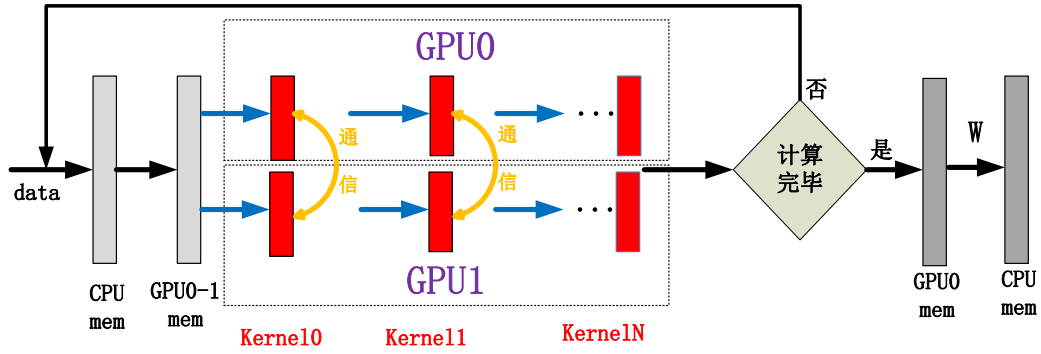 GPU0
通
信
通
信
...
...
否
计算
完毕
是
W
data
GPU1
CPU
mem
GPU0-1
mem
GPU0
mem
CPU
mem
Kernel0
Kernel1
KernelN